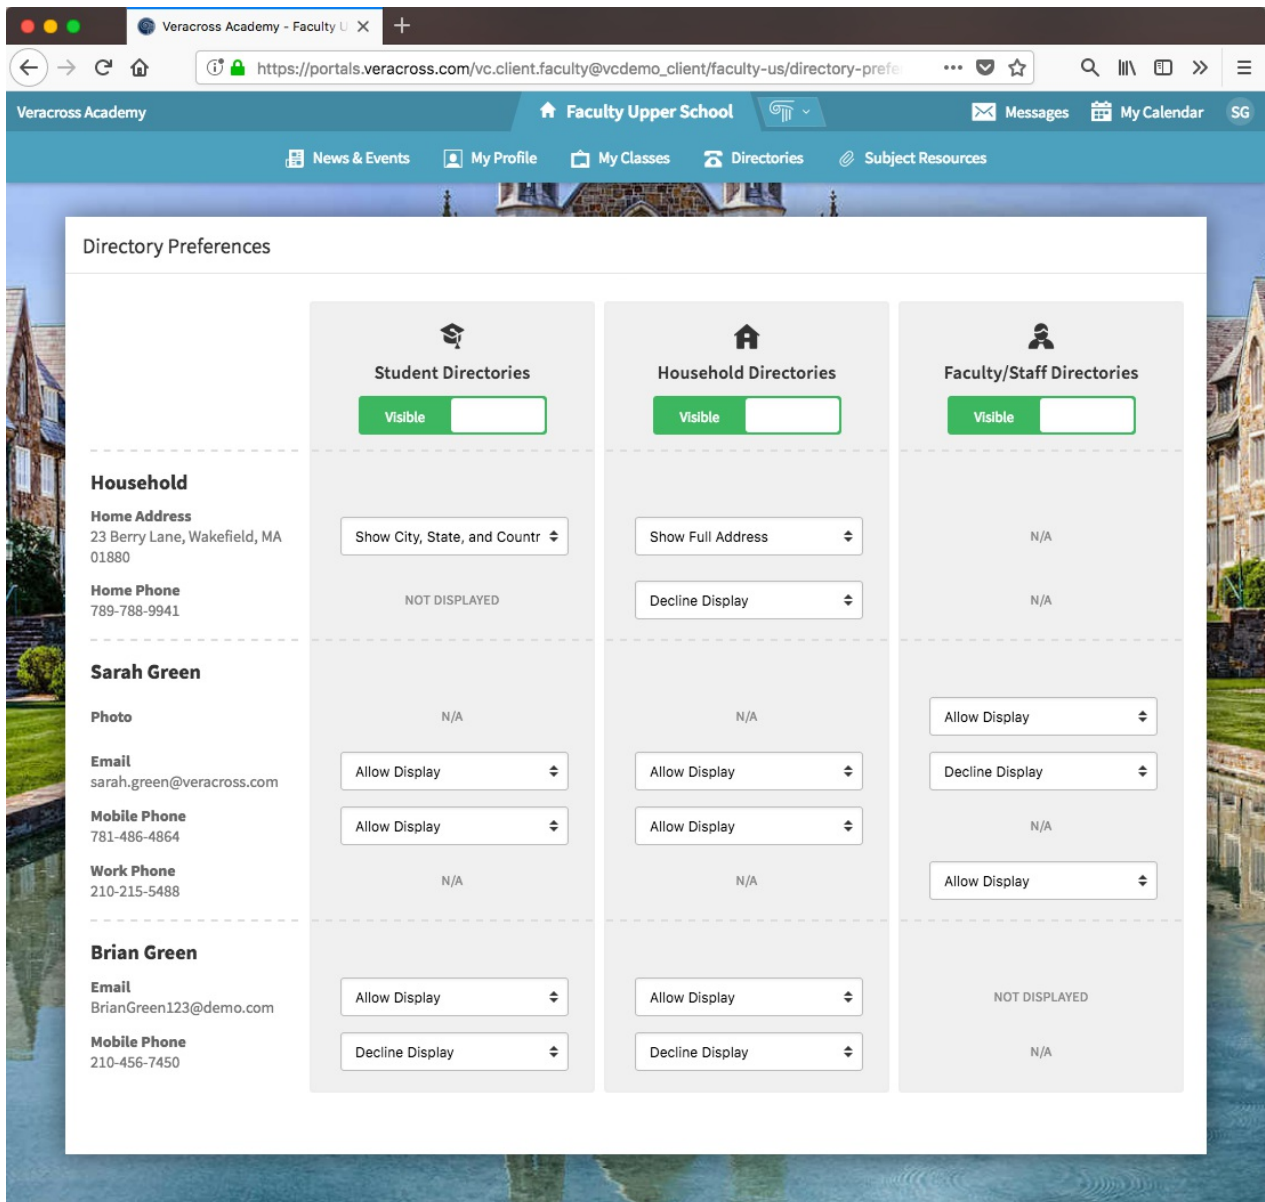 Veracross Academy - Faculty U
https://portals.veracross.com/vc.client.faculty@vcdemo_client/faculty-us/directory-prefe
Veracross Academy
Faculty Upper School
Messages
My Calendar
SG
News & Events
My Profile
My Classes
Directories
Subject Resources
Directory Preferences
Student Directories
Household Directories
Faculty/Staff Directories
Visible
Visible
Visible
Household
Home Address
23 Berry Lane, Wakefield, MA
01880
Show City, State, and Countr
Show Full Address
N/A
Home Phone
789-788-9941
NOT DISPLAYED
Decline Display
N/A
Sarah Green
Photo
N/A
N/A
Allow Display
Email
sarah.green@veracross.com
Allow Display
Allow Display
Decline Display
Mobile Phone
781-486-4864
Allow Display
Allow Display
N/A
Work Phone
210-215-5488
N/A
N/A
Allow Display
Brian Green
Email
BrianGreen123@demo.com
Allow Display
Allow Display
NOT DISPLAYED
Mobile Phone
210-456-7450
Decline Display
Decline Display
N/A